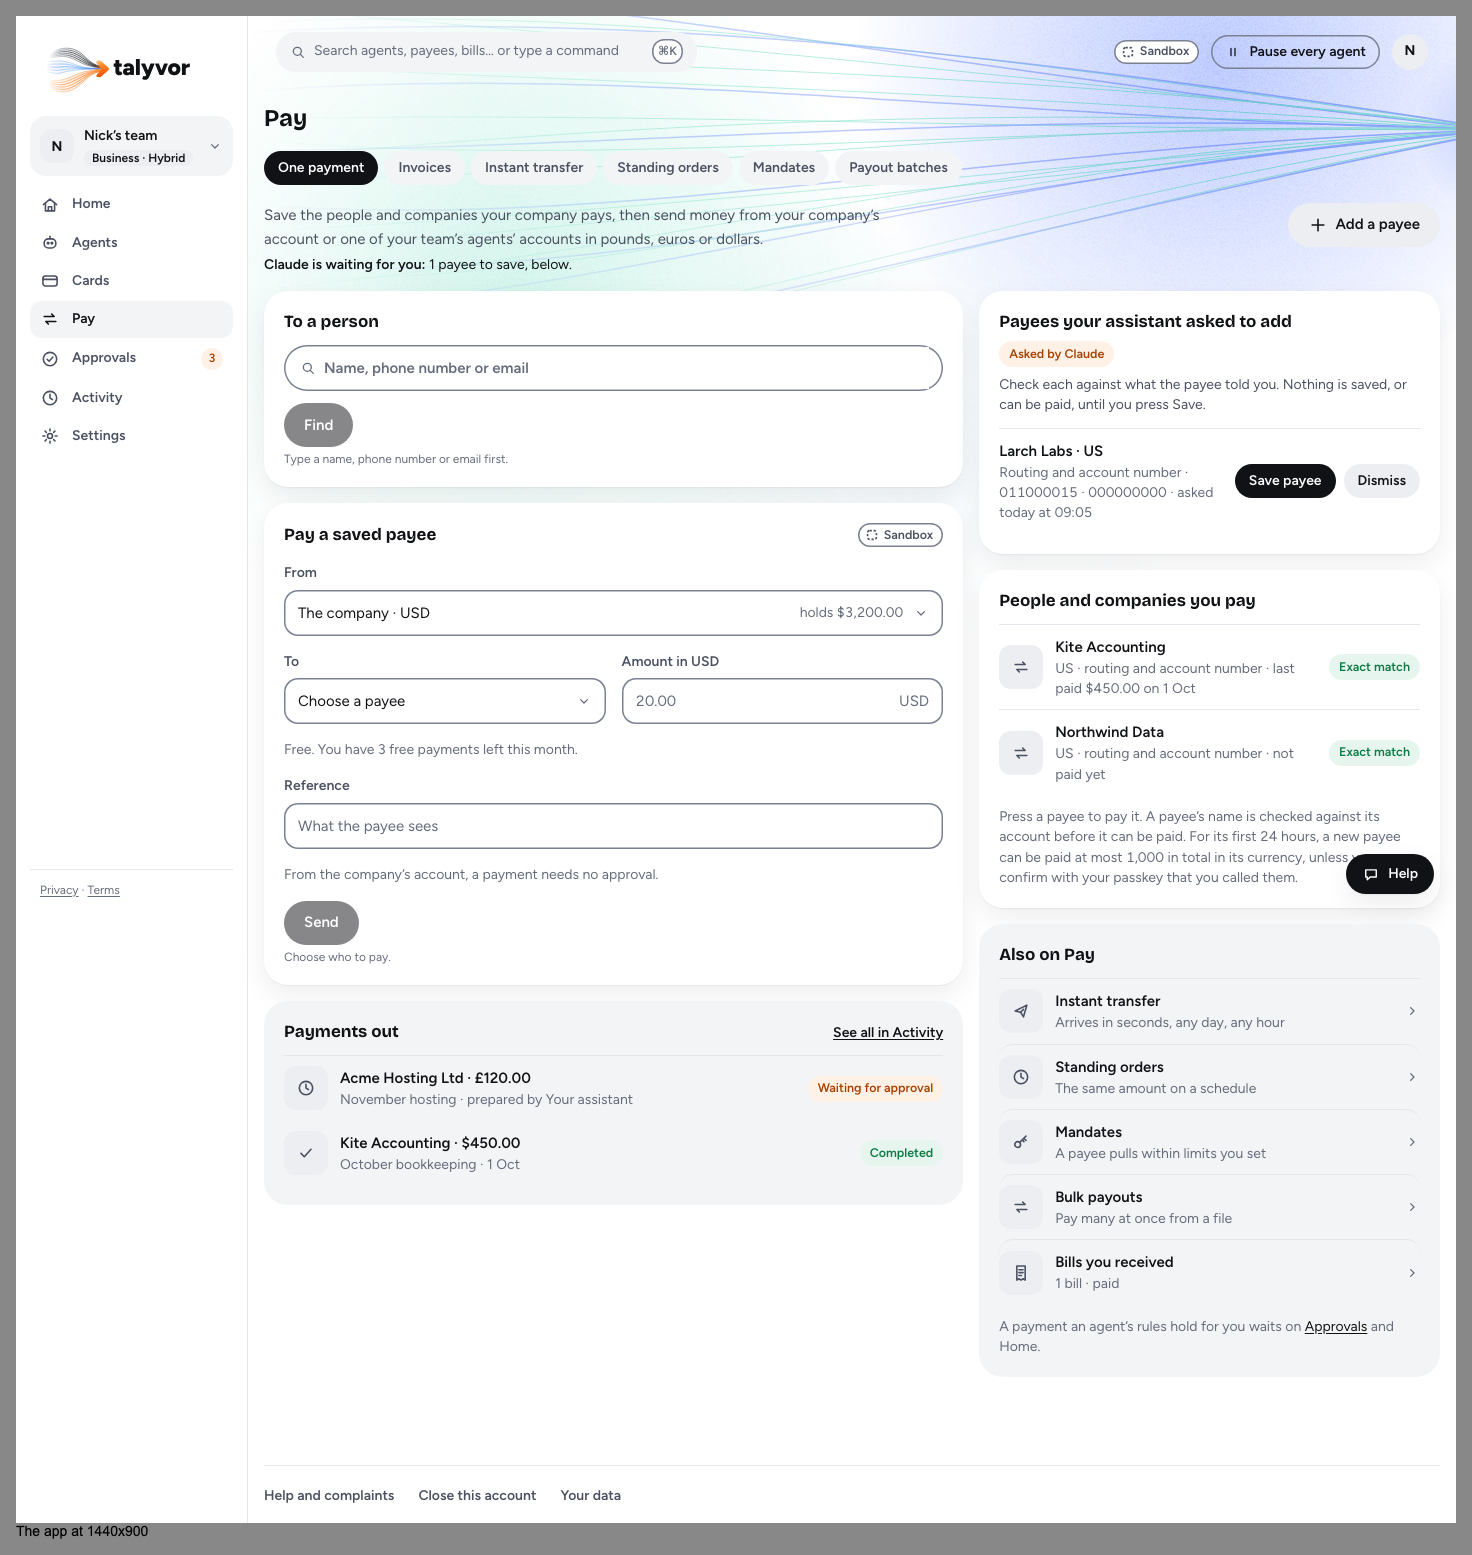 talyvor
N
Nick's team
Business · Hybrid
Home
Agents
Cards
Pay
Approvals
3
Activity
Settings
Privacy · Terms
Search agents, payees, bills... or type a command
⌘K
Sandbox
Pause every agent
N
Pay
One payment
Invoices
Instant transfer
Standing orders
Mandates
Payout batches
Save the people and companies your company pays, then send money from your company's
account or one of your team's agents' accounts in pounds, euros or dollars.
Claude is waiting for you: 1 payee to save, below.
Add a payee
To a person
Name, phone number or email
Find
Type a name, phone number or email first.
Pay a saved payee
Sandbox
From
The company · USD
holds $3,200.00
To
Amount in USD
Choose a payee
20.00
USD
Free. You have 3 free payments left this month.
Reference
What the payee sees
From the company's account, a payment needs no approval.
Send
Choose who to pay.
Payments out
See all in Activity
Acme Hosting Ltd · £120.00
November hosting · prepared by Your assistant
Waiting for approval
Kite Accounting · $450.00
October bookkeeping · 1 Oct
Completed
Payees your assistant asked to add
Asked by Claude
Check each against what the payee told you. Nothing is saved, or
can be paid, until you press Save.
Larch Labs · US
Routing and account number ·
011000015 · 000000000 · asked
today at 09:05
Save payee
Dismiss
People and companies you pay
Kite Accounting
US · routing and account number · last
paid $450.00 on 1 Oct
Exact match
Northwind Data
US · routing and account number · not
paid yet
Exact match
Press a payee to pay it. A payee's name is checked against its
account before it can be paid. For its first 24 hours, a new payee
can be paid at most 1,000 in total in its currency, unless
confirm with your passkey that you called them.
Help
Also on Pay
Instant transfer
Arrives in seconds, any day, any hour
Standing orders
The same amount on a schedule
Mandates
A payee pulls within limits you set
Bulk payouts
Pay many at once from a file
Bills you received
1 bill · paid
A payment an agent's rules hold for you waits on Approvals and
Home.
Help and complaints
Close this account
Your data
The app at 1440x900